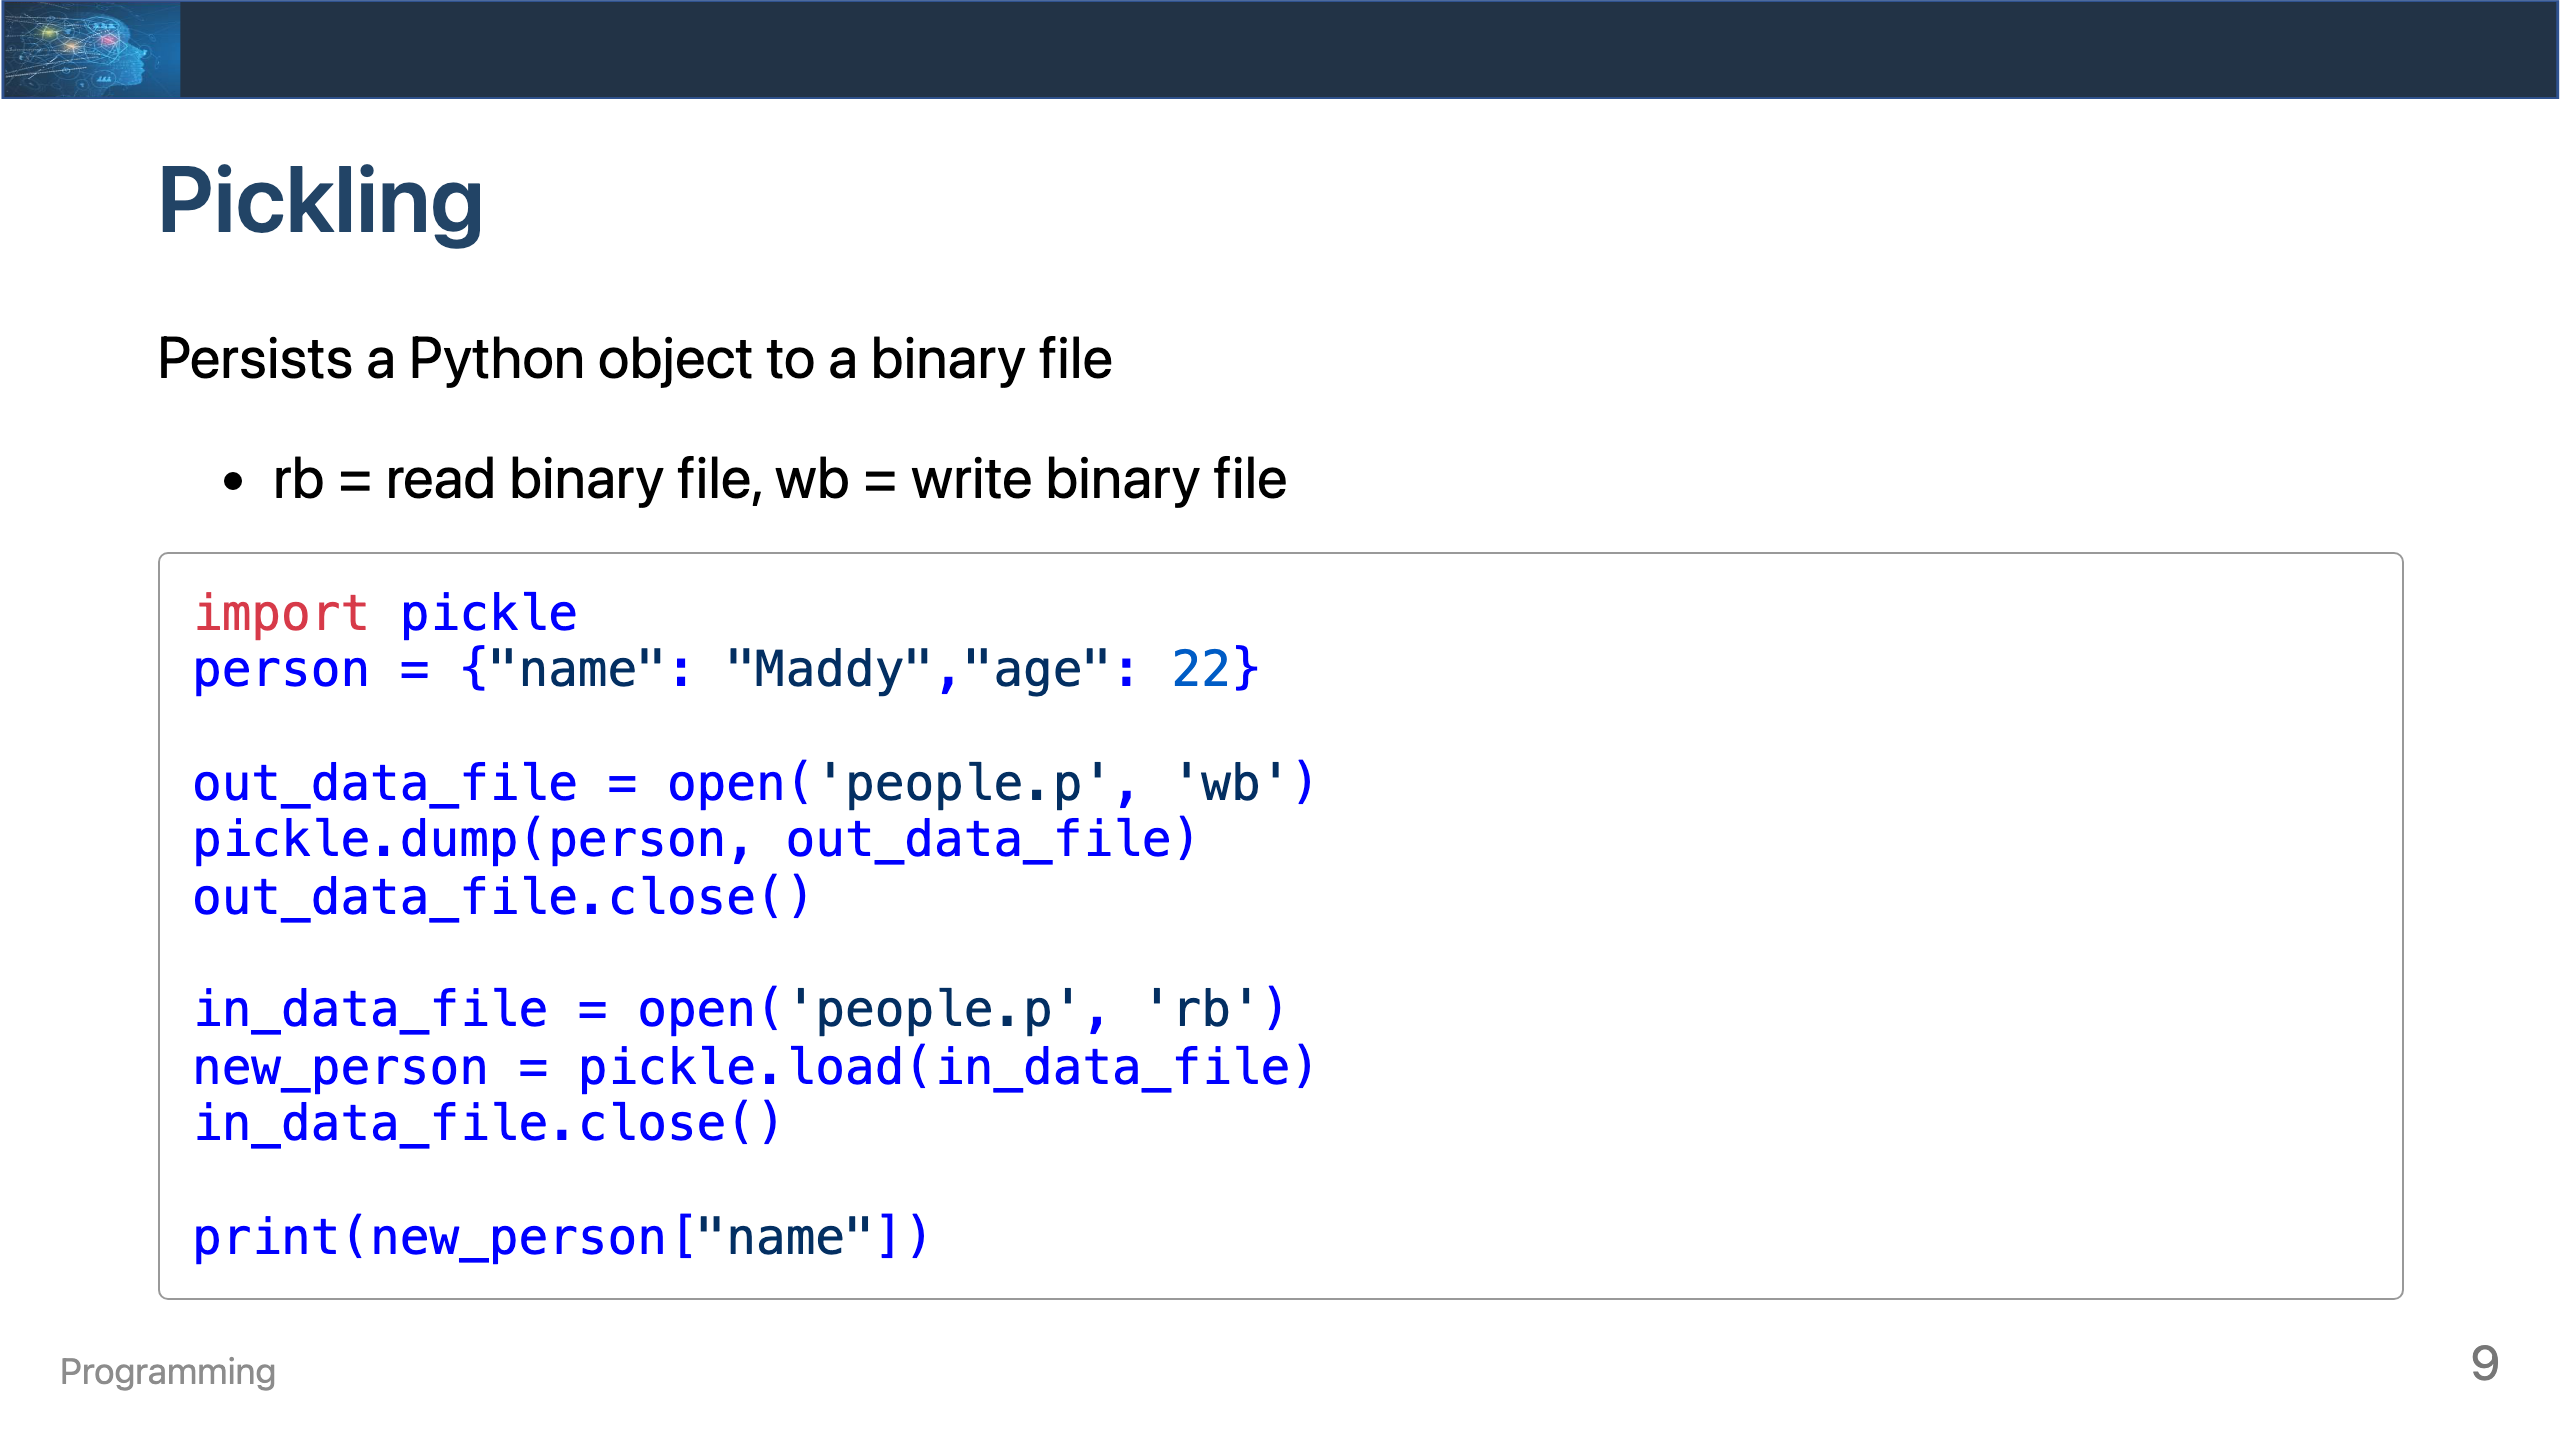 Pickling
Persists a Python object to a binary file
• rb = read binary file, wb = write binary file
import pickle
person = {"name": "Maddy","age": 22}
out_data_file = open('people.p', 'wb')
pickle.dump(person, out_data_file)
out_data_file.close()
in_data_file = open('people.p', 'rb')
new_person = pickle.load(in_data_file)
in_data_file.close()
print(new_person["name"])
Programming
9